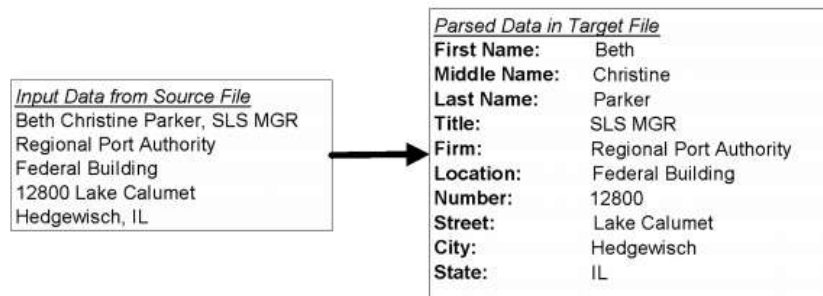 Input Data from Source File
Beth Christine Parker, SLS MGR
Regional Port Authority
Federal Building
12800 Lake Calumet
Hedgewisch, IL
Parsed Data in Target File
First Name: Beth
Middle Name: Christine
Last Name: Parker
Title: SLS MGR
Firm: Regional Port Authority
Location: Federal Building
Number: 12800
Street: Lake Calumet
City: Hedgewisch
State: IL